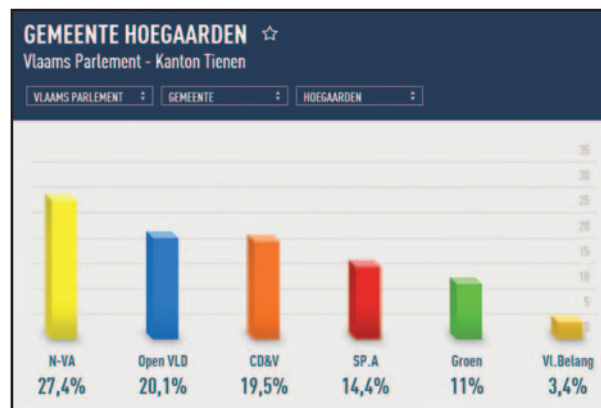 GEMEENTE HOEGAARDEN
Vlaams Parlement - Kanton Tienen
VLAAMS PARLEMENT GEMEENTE HOEGAARDEN
35
30
25
20
15
10
5
0
N-VA Open VLD CD&V SP.A Groen Vl.Belang
27,4% 20,1% 19,5% 14,4% 11% 3,4%